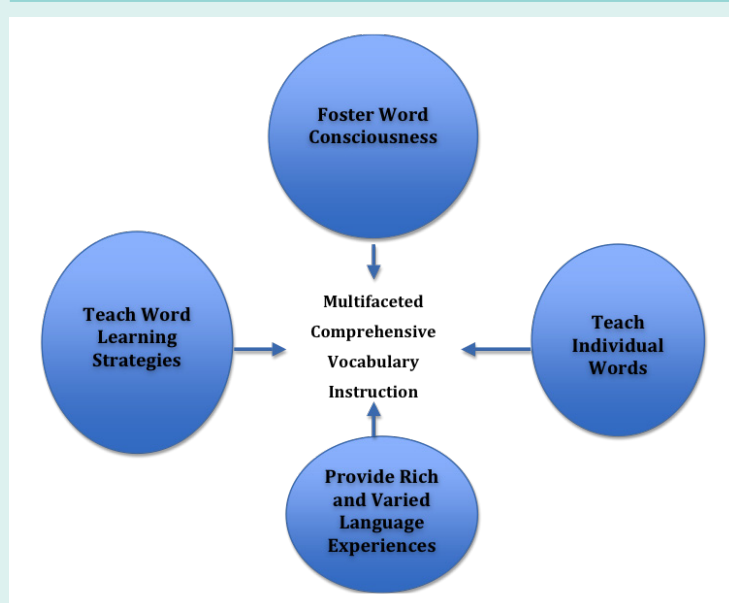 Foster Word
Consciousness
Multifaceted
Comprehensive
Vocabulary
Instruction
Teach Word
Learning
Strategies
Teach
Individual
Words
Provide Rich
and Varied
Language
Experiences